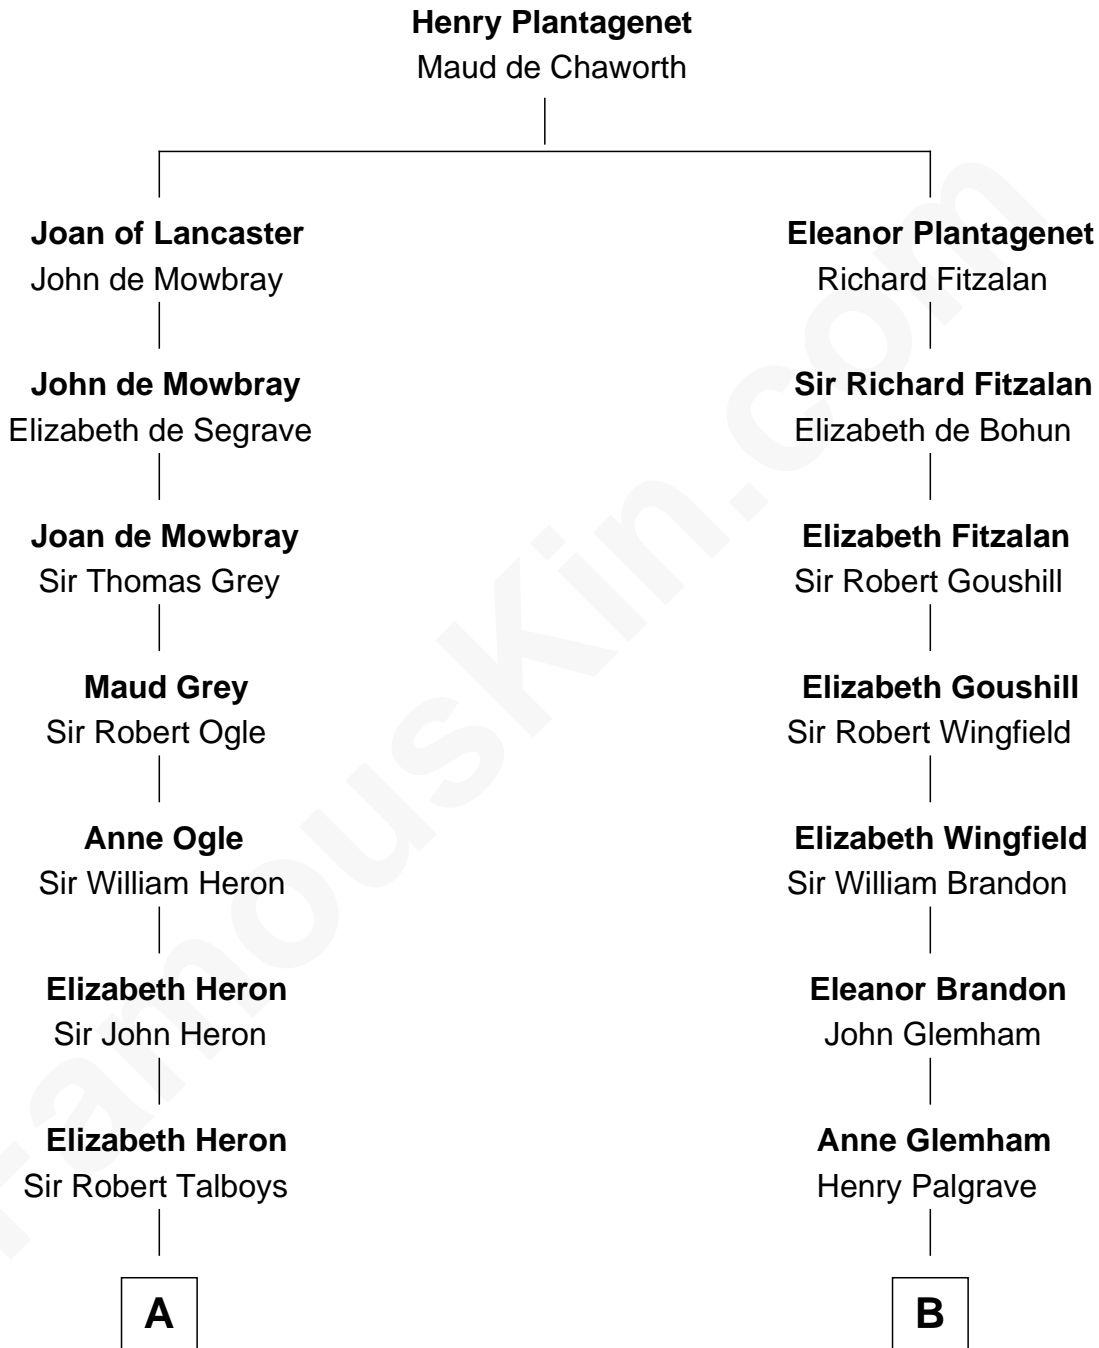 Henry Plantagenet
Maud de Chaworth
Joan of Lancaster
John de Mowbray
Eleanor Plantagenet
Richard Fitzalan
John de Mowbray
Elizabeth de Segrave
Sir Richard Fitzalan
Elizabeth de Bohun
Joan de Mowbray
Sir Thomas Grey
Elizabeth Fitzalan
Sir Robert Goushill
Maud Grey
Sir Robert Ogle
Elizabeth Goushill
Sir Robert Wingfield
Anne Ogle
Sir William Heron
Elizabeth Wingfield
Sir William Brandon
Elizabeth Heron
Sir John Heron
Eleanor Brandon
John Glemham
Elizabeth Heron
Sir Robert Talboys
Anne Glemham
Henry Palgrave
A
B
FamousKin.com